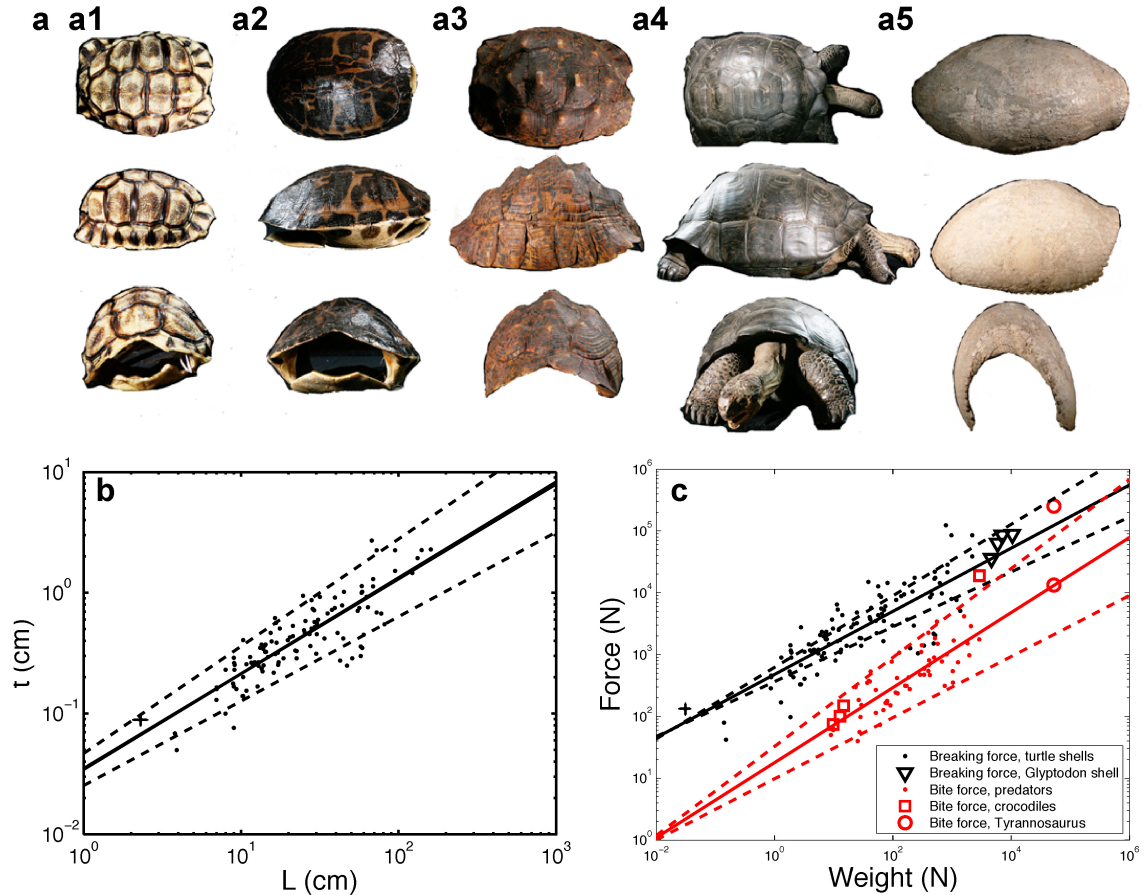 a a1 a2 a3 a4 a5
b
10^1
10^0
10^-1
10^-2
t (cm)
10^0 10^1 10^2 10^3
L (cm)
c
10^6
10^5
10^4
10^3
10^2
10^1
10^0
Force (N)
10^-2 10^0 10^2 10^4 10^6
Weight (N)
Breaking force, turtle shells
Breaking force, Glyptodon shell
Bite force, predators
Bite force, crocodiles
Bite force, Tyrannosaurus